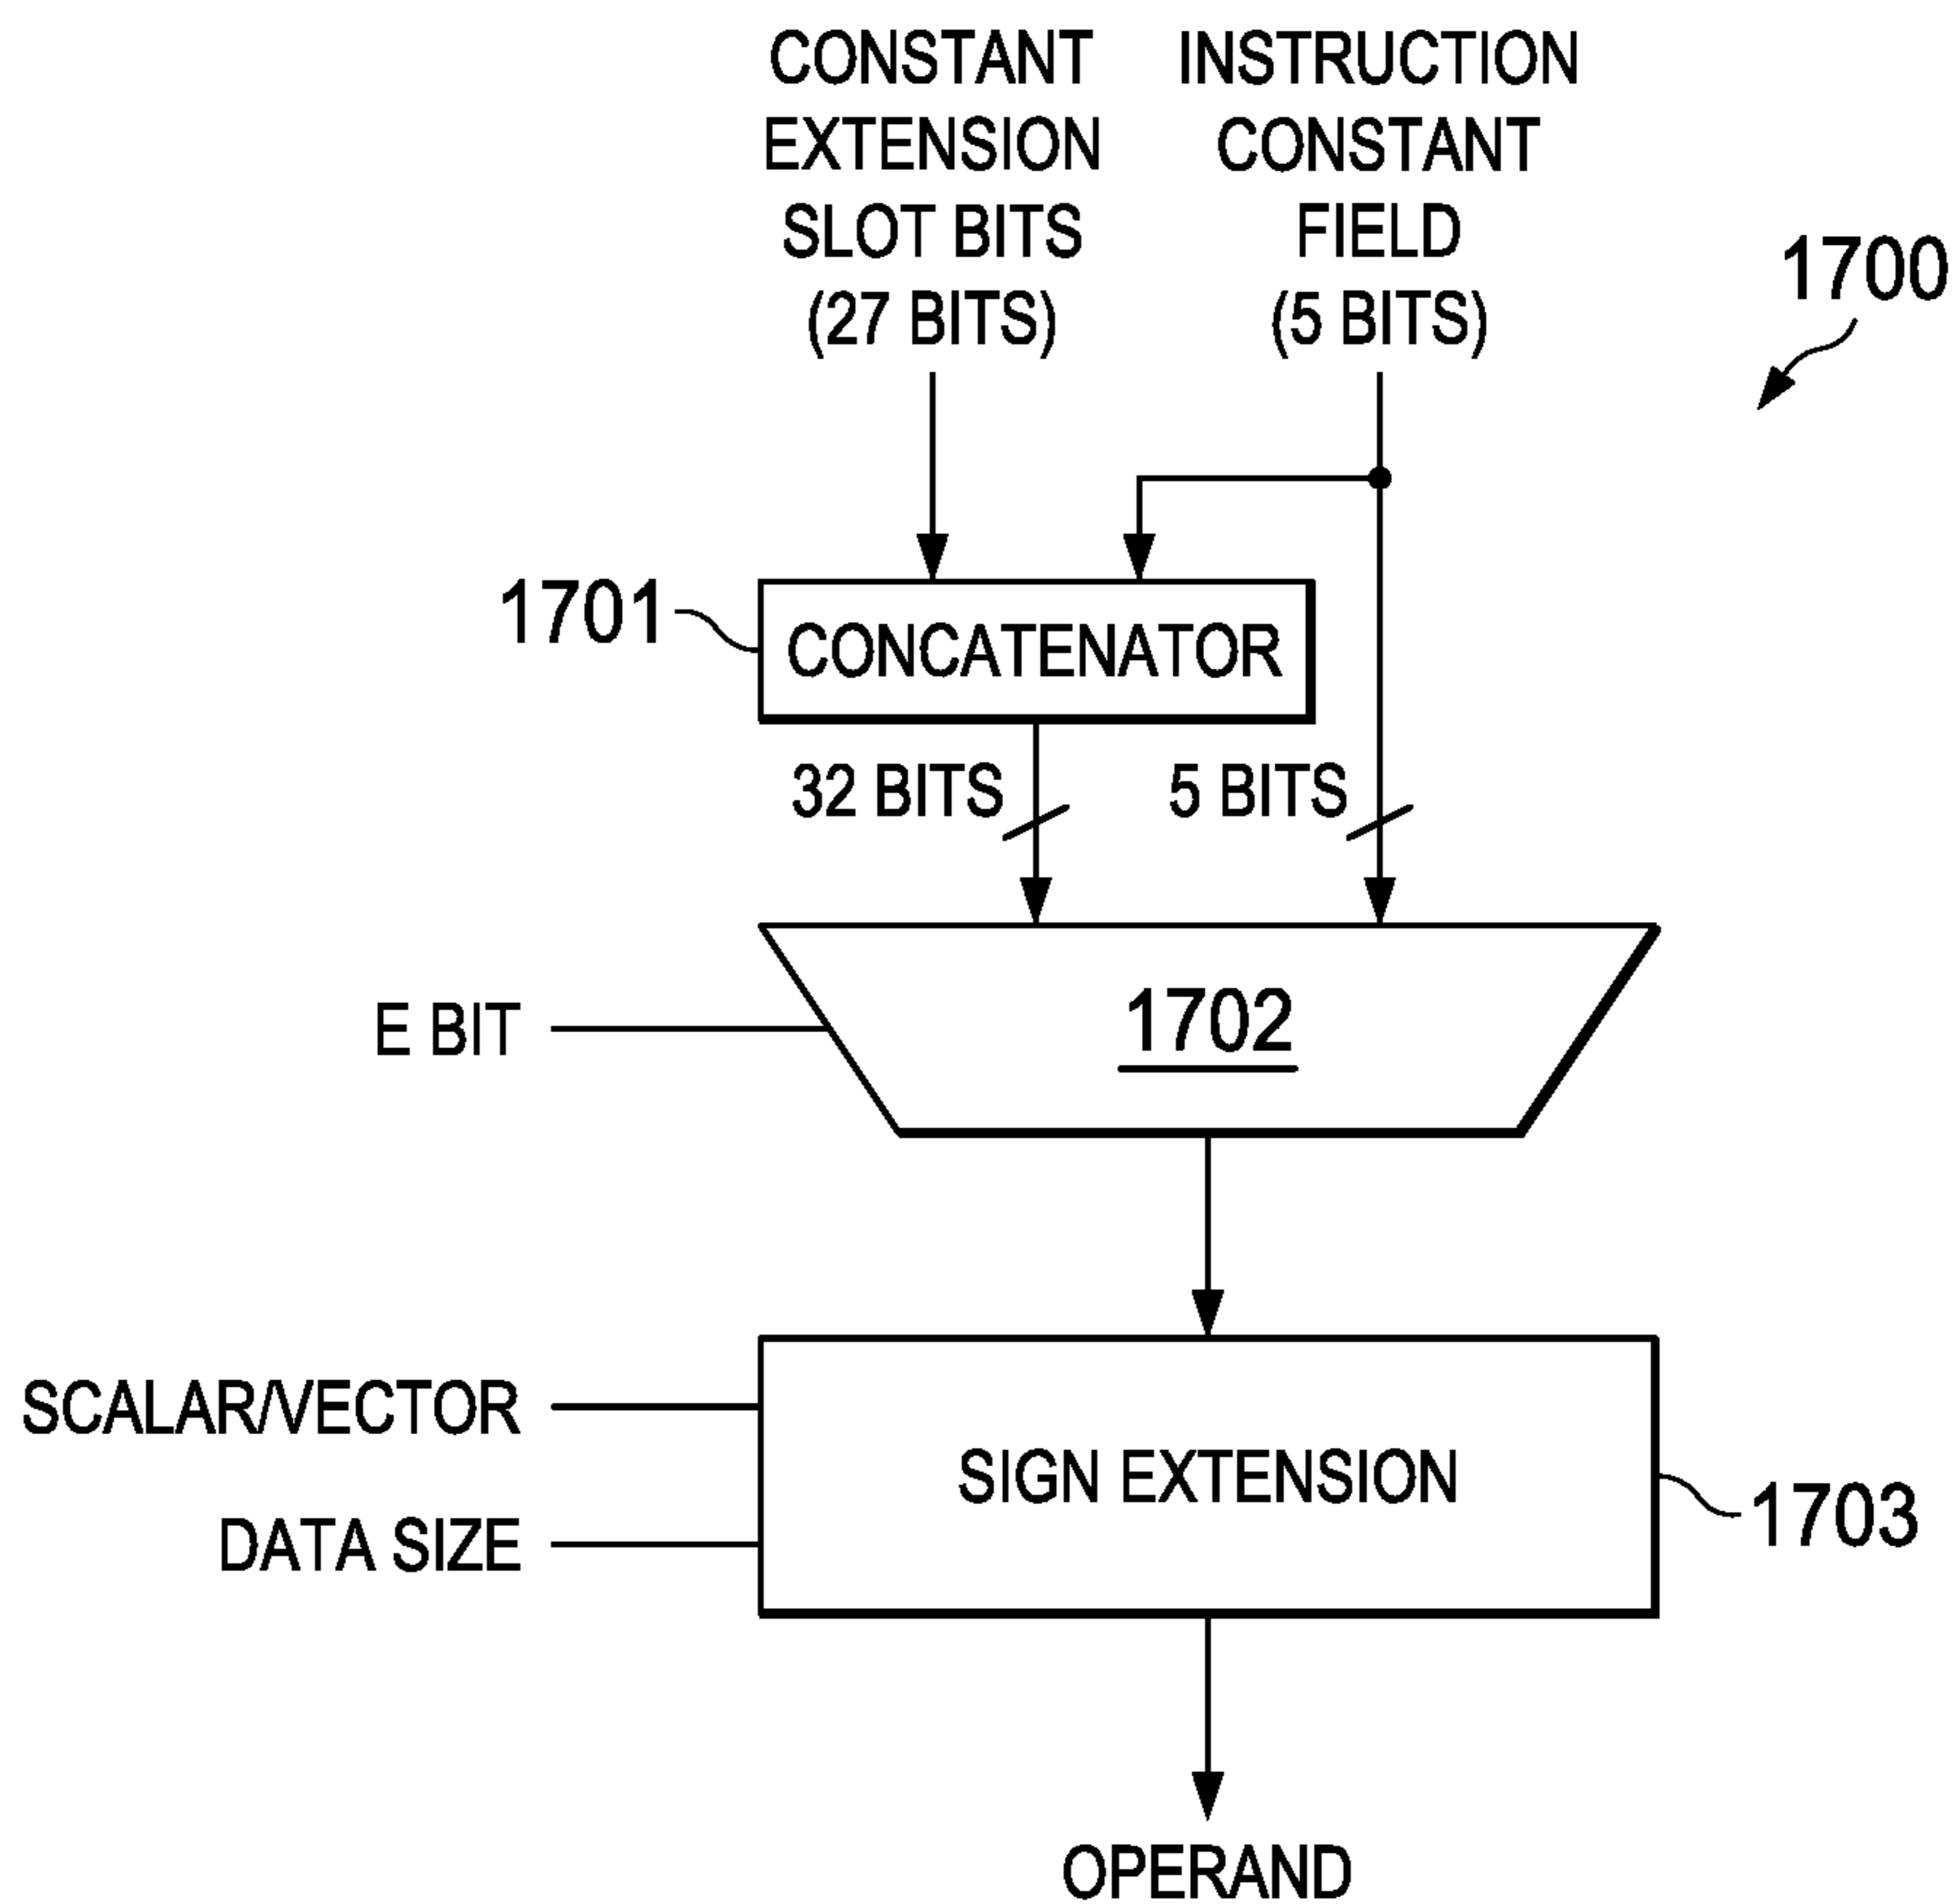 CONSTANT
EXTENSION
SLOT BITS
(27 BITS)
INSTRUCTION
CONSTANT
FIELD
(5 BITS)
1700
1701
CONCATENATOR
32 BITS
5 BITS
E BIT
1702
SCALAR/VECTOR
DATA SIZE
SIGN EXTENSION
1703
OPERAND